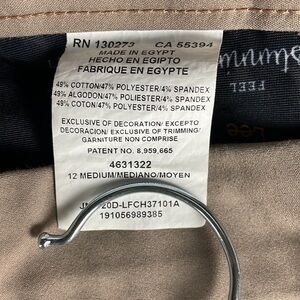 RN 130273 CA 55394
MADE IN EGYPT
HECHO EN EGIPTO
FABRIQUE EN EGYPTE
49% COTTON/47% POLYESTER/4% SPANDEX
49% ALGODON/47% POLIESTER/4% SPANDEX
49% COTON/47% POLYESTER/4% SPANDEX
EXCLUSIVE OF DECORATION/ EXCEPTO
DECORACION/ EXCLUSIVE OF TRIMMING/
GARNITURE NON COMPRISE
PATENT NO. 8,959,665
4631322
12 MEDIUM/MEDIANO/MOYEN
20D-LFCH37101A
191056989385
FEEL
Lee